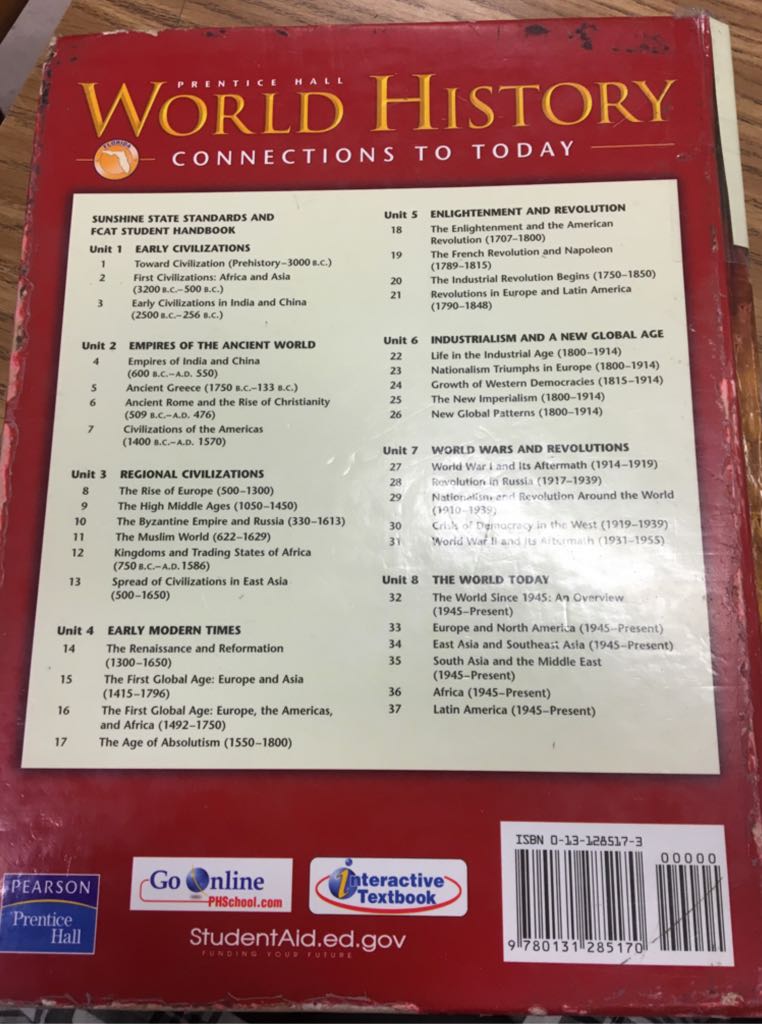 PRENTICE HALL
WORLD HISTORY
FLORIDA
CONNECTIONS TO TODAY
SUNSHINE STATE STANDARDS AND
FCAT STUDENT HANDBOOK
Unit 1 EARLY CIVILIZATIONS
1 Toward Civilization (Prehistory–3000 B.C.)
2 First Civilizations: Africa and Asia
(3200 B.C.–500 B.C.)
3 Early Civilizations in India and China
(2500 B.C.–256 B.C.)
Unit 2 EMPIRES OF THE ANCIENT WORLD
4 Empires of India and China
(600 B.C.–A.D. 550)
5 Ancient Greece (1750 B.C.–133 B.C.)
6 Ancient Rome and the Rise of Christianity
(509 B.C.–A.D. 476)
7 Civilizations of the Americas
(1400 B.C.–A.D. 1570)
Unit 3 REGIONAL CIVILIZATIONS
8 The Rise of Europe (500–1300)
9 The High Middle Ages (1050–1450)
10 The Byzantine Empire and Russia (330–1613)
11 The Muslim World (622–1629)
12 Kingdoms and Trading States of Africa
(750 B.C.–A.D. 1586)
13 Spread of Civilizations in East Asia
(500–1650)
Unit 4 EARLY MODERN TIMES
14 The Renaissance and Reformation
(1300–1650)
15 The First Global Age: Europe and Asia
(1415–1796)
16 The First Global Age: Europe, the Americas,
and Africa (1492–1750)
17 The Age of Absolutism (1550–1800)
Unit 5 ENLIGHTENMENT AND REVOLUTION
18 The Enlightenment and the American
Revolution (1707–1800)
19 The French Revolution and Napoleon
(1789–1815)
20 The Industrial Revolution Begins (1750–1850)
21 Revolutions in Europe and Latin America
(1790–1848)
Unit 6 INDUSTRIALISM AND A NEW GLOBAL AGE
22 Life in the Industrial Age (1800–1914)
23 Nationalism Triumphs in Europe (1800–1914)
24 Growth of Western Democracies (1815–1914)
25 The New Imperialism (1800–1914)
26 New Global Patterns (1800–1914)
Unit 7 WORLD WARS AND REVOLUTIONS
27 World War I and Its Aftermath (1914–1919)
28 Revolution in Russia (1917–1939)
29 Nationalism and Revolution Around the World
(1910–1939)
30 Crisis of Democracy in the West (1919–1939)
31 World War II and Its Aftermath (1931–1955)
Unit 8 THE WORLD TODAY
32 The World Since 1945: An Overview
(1945–Present)
33 Europe and North America (1945–Present)
34 East Asia and Southeast Asia (1945–Present)
35 South Asia and the Middle East
(1945–Present)
36 Africa (1945–Present)
37 Latin America (1945–Present)
PEARSON
Prentice
Hall
Go Online
PHSchool.com
interactive
Textbook
StudentAid.ed.gov
FUNDING YOUR FUTURE
ISBN 0-13-128517-3
00000
9 780131 285170